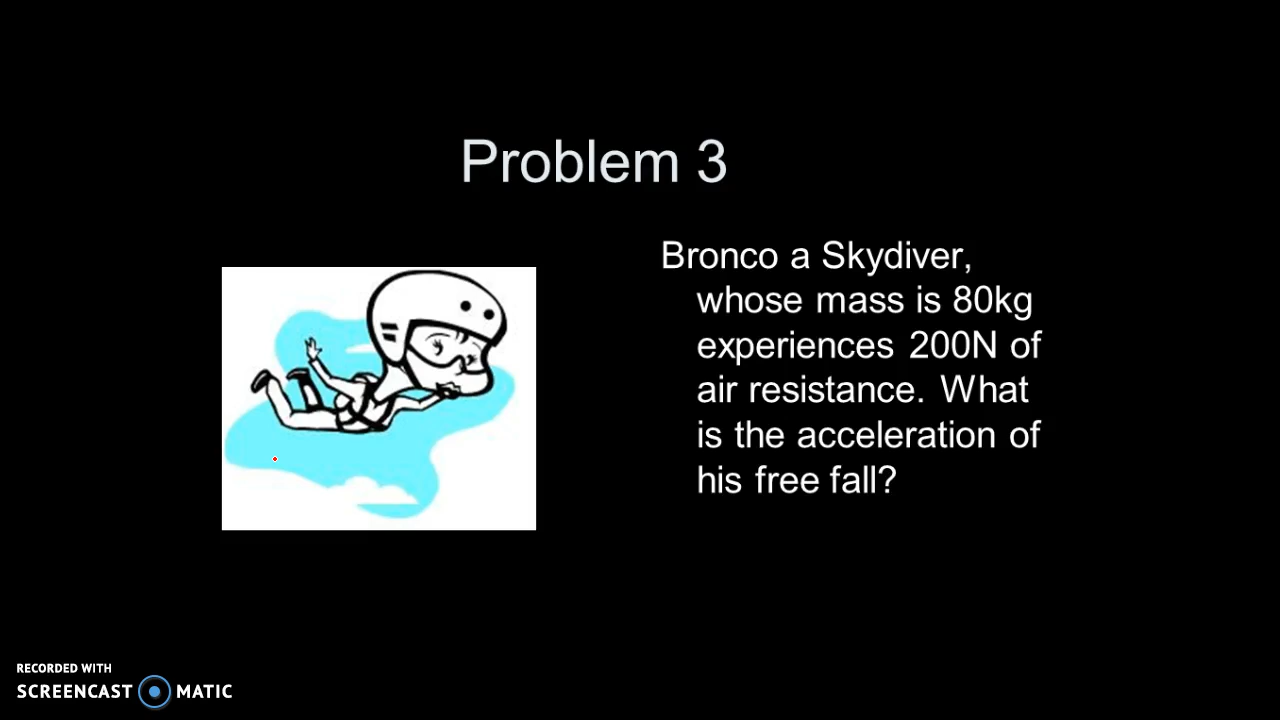 Problem 3
Bronco a Skydiver,
whose mass is 80kg
experiences 200N of
air resistance. What
is the acceleration of
his free fall?
RECORDED WITH
SCREENCAST MATIC